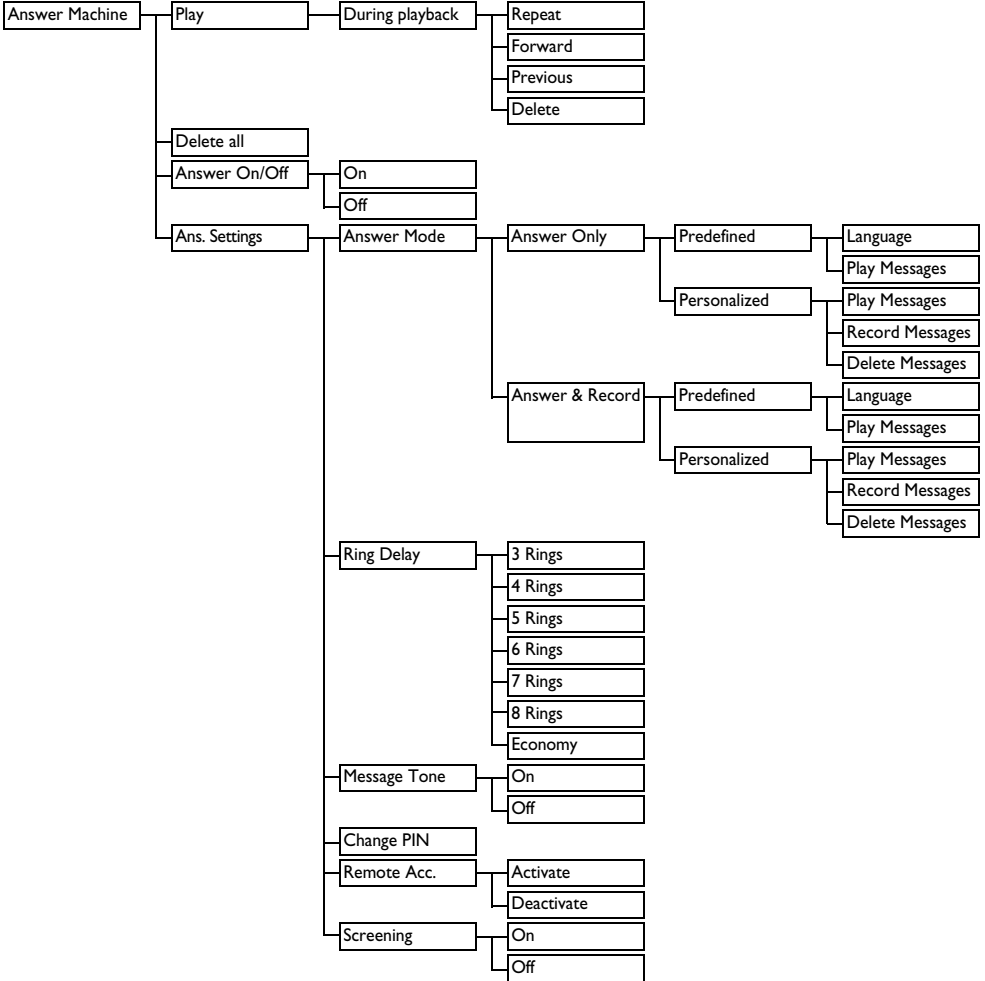 Answer Machine
Play
During playback
Repeat
Forward
Previous
Delete
Delete all
Answer On/Off
On
Off
Ans. Settings
Answer Mode
Answer Only
Predefined
Language
Play Messages
Personalized
Play Messages
Record Messages
Delete Messages
Answer & Record
Predefined
Language
Play Messages
Personalized
Play Messages
Record Messages
Delete Messages
Ring Delay
3 Rings
4 Rings
5 Rings
6 Rings
7 Rings
8 Rings
Economy
Message Tone
On
Off
Change PIN
Remote Acc.
Activate
Deactivate
Screening
On
Off